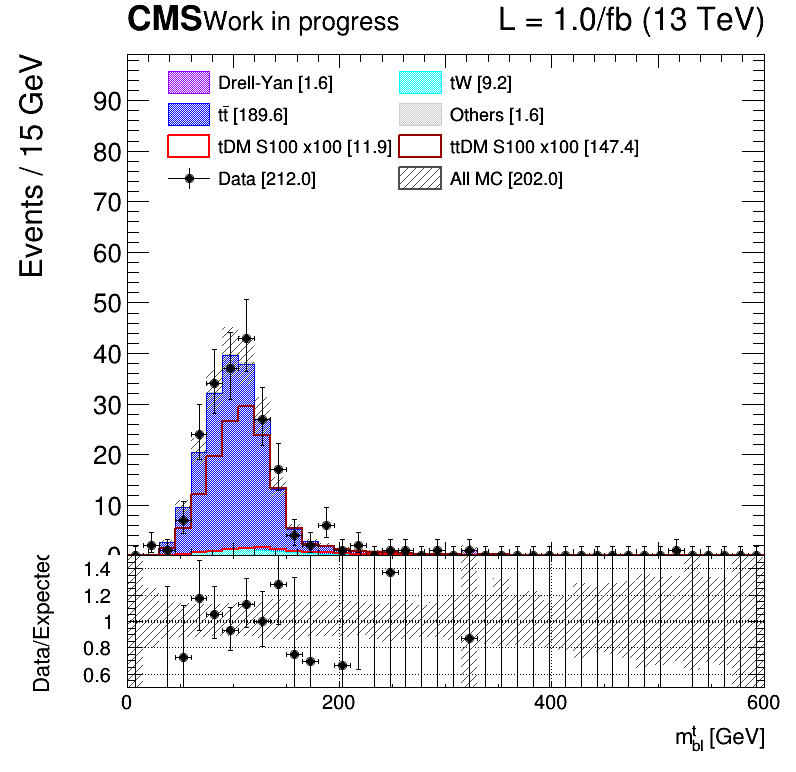 CMS Work in progress L = 1.0/fb (13 TeV)
Events / 15 GeV
Drell-Yan [1.6] tW [9.2]
tt̄ [189.6] Others [1.6]
tDM S100 x100 [11.9] ttDM S100 x100 [147.4]
Data [212.0] All MC [202.0]
90
80
70
60
50
40
30
20
10
0
Data/Expected
1.4
1.2
1
0.8
0.6
0 200 400 600
m^t_bl [GeV]